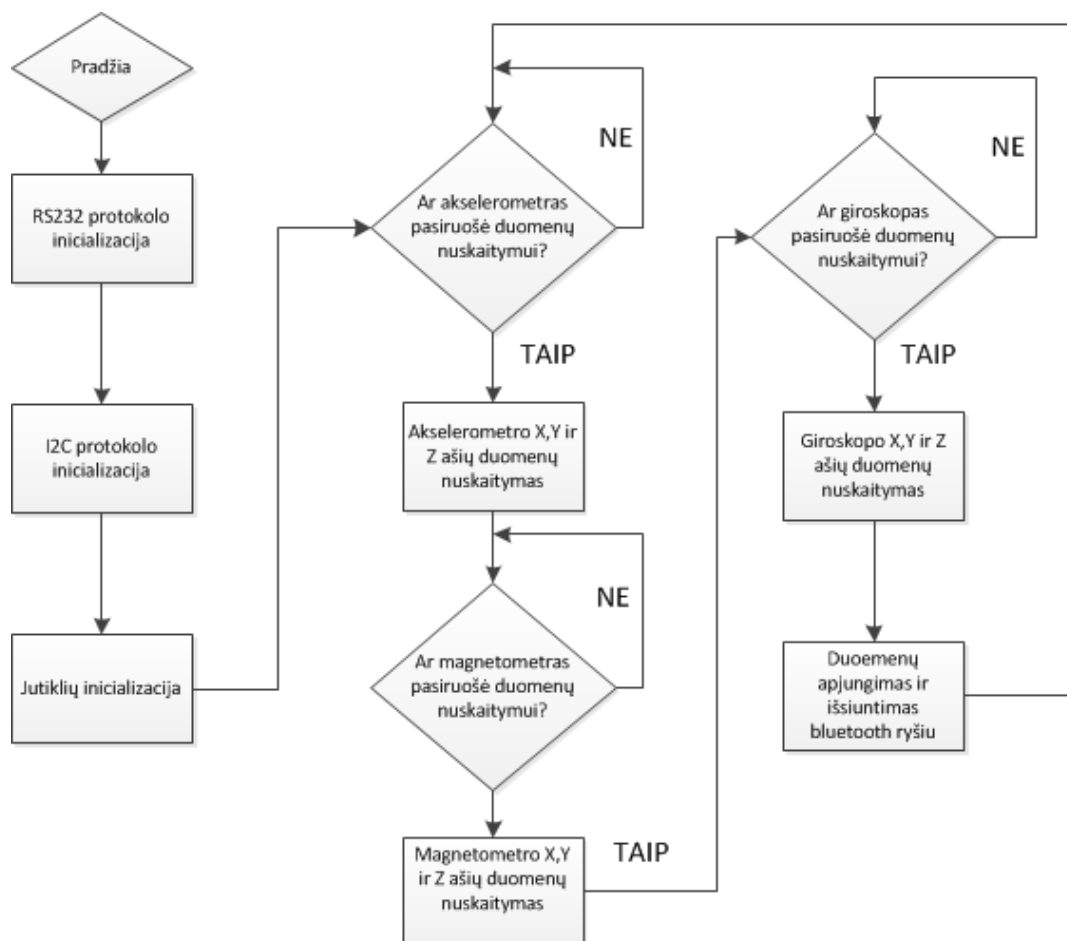 Pradžia
RS232 protokolo
inicializacija
I2C protokolo
inicializacija
Jutiklių inicializacija
NE
Ar akselerometras
pasiruošė duomenų
nuskaitymui?
TAIP
Akselerometro X,Y ir
Z ašių duomenų
nuskaitymas
NE
Ar magnetometras
pasiruošė duomenų
nuskaitymui?
Magnetometro X,Y
ir Z ašių duomenų
nuskaitymas
TAIP
NE
Ar giroskopas
pasiruošė duomenų
nuskaitymui?
TAIP
Giroskopo X,Y ir Z
ašių duomenų
nuskaitymas
Duoemenų
apjungimas ir
išsiuntimas
bluetooth ryšiu